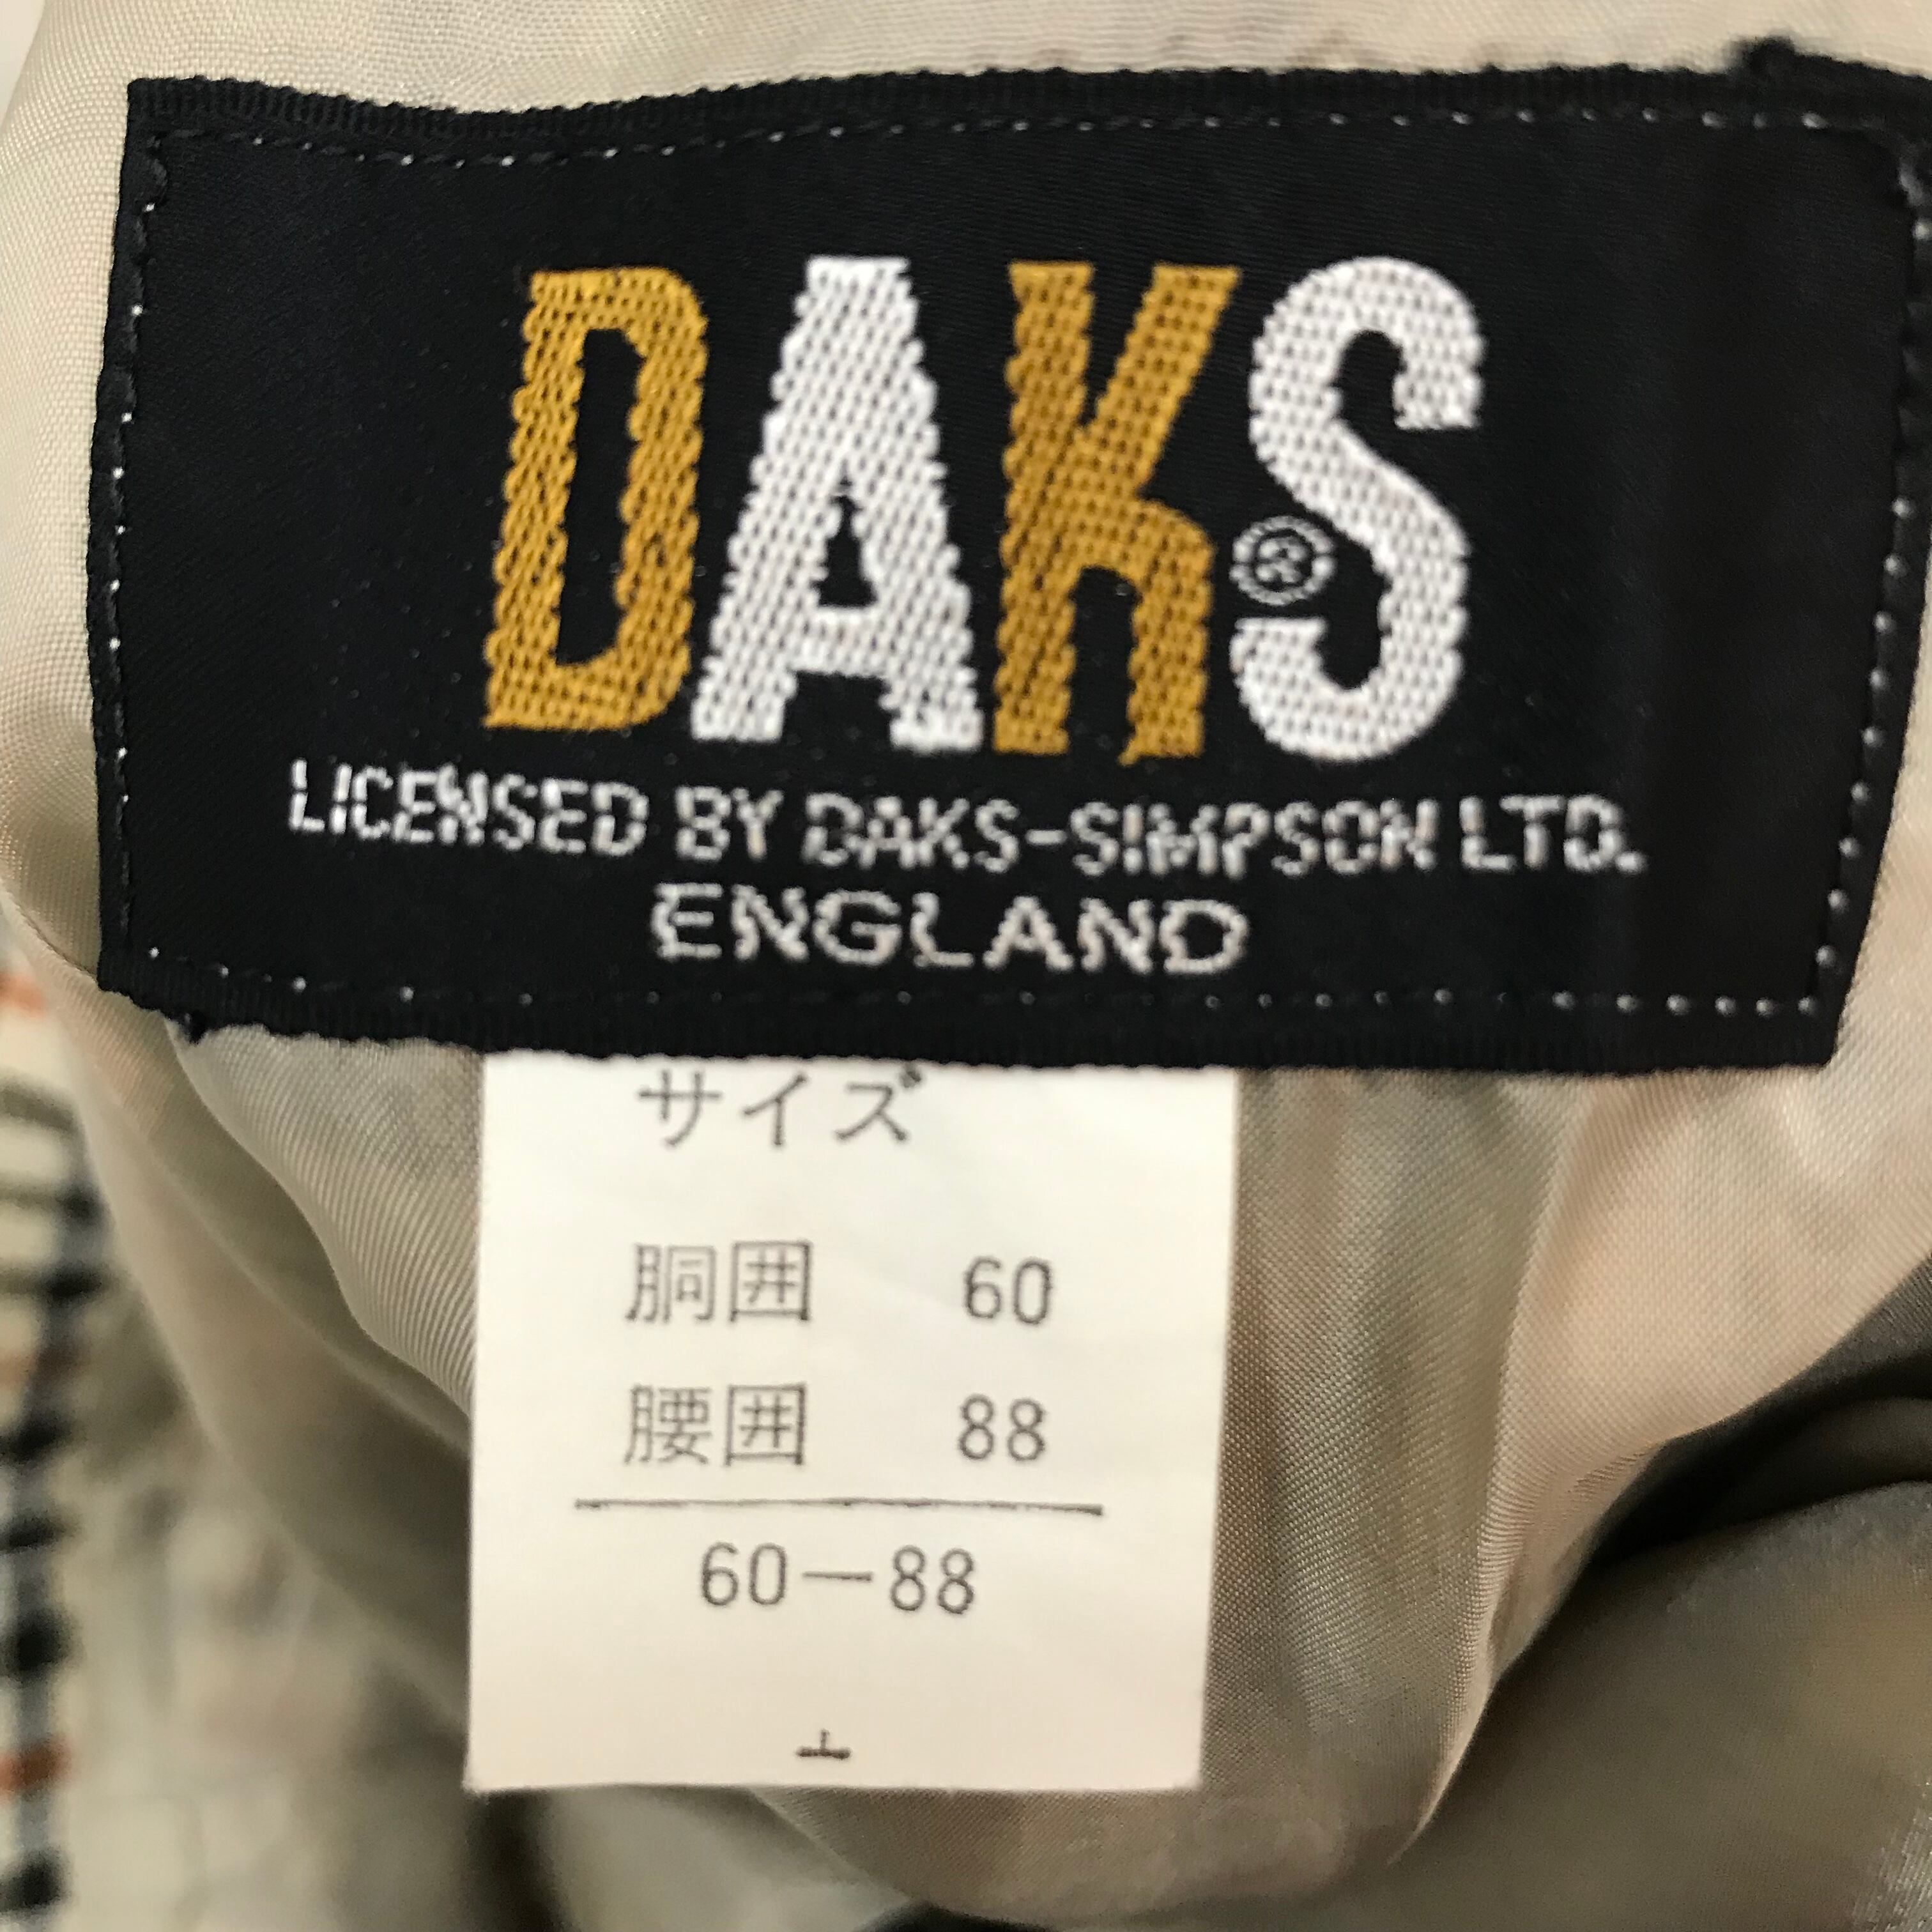 DAKS®
LICENSED BY DAKS-SIMPSON LTD.
ENGLAND
サイズ
胴囲 60
腰囲 88
60－88